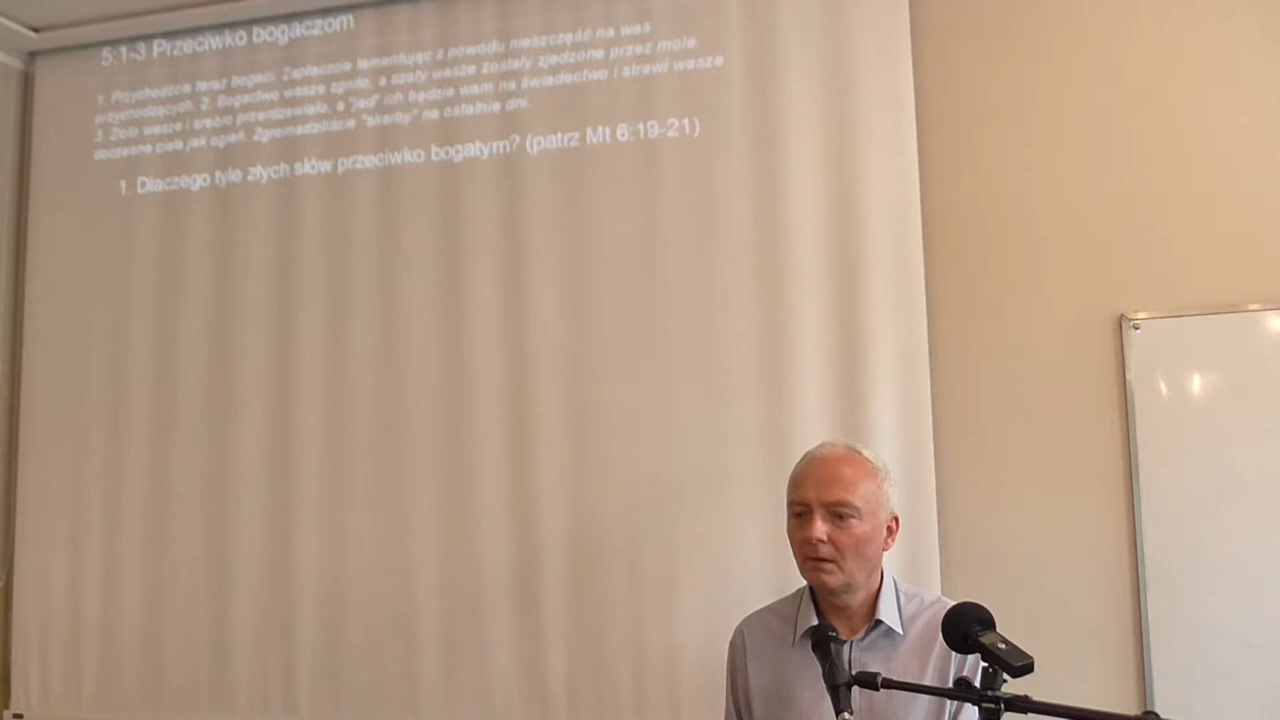 5:1-3 Przeciwko bogaczom
1. Przychodźcie teraz bogaci. Zapłaczcie lamentując z powodu nieszczęść na was
przychodzących. 2. Bogactwo wasze zgniło, a szaty wasze zostały zjedzone przez mole.
3. Złoto wasze i srebro przerdzewiało, a "jad" ich będzie wam na świadectwo i strawi wasze
doczesne ciała jak ogień. Zgromadziliście "skarby" na ostatnie dni.
1. Dlaczego tyle złych słów przeciwko bogatym? (patrz Mt 6:19-21)